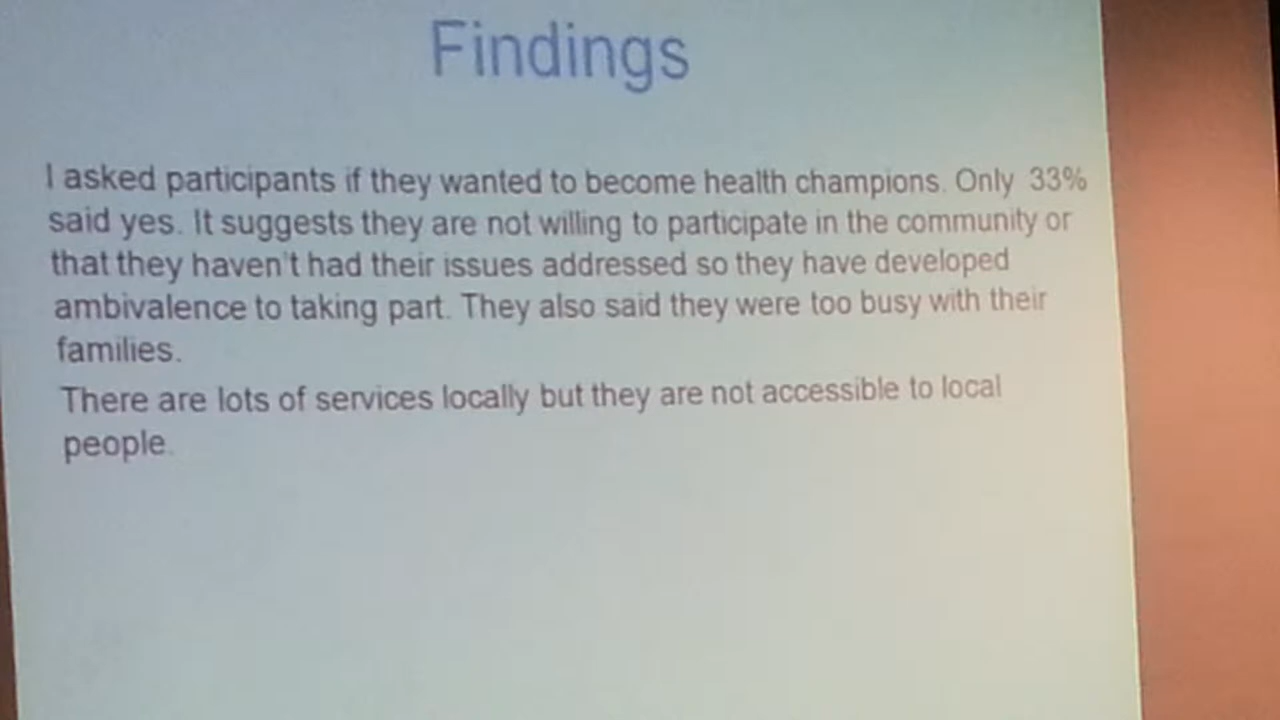 Findings
I asked participants if they wanted to become health champions. Only 33%
said yes. It suggests they are not willing to participate in the community or
that they haven't had their issues addressed so they have developed
ambivalence to taking part. They also said they were too busy with their
families.
There are lots of services locally but they are not accessible to local
people.